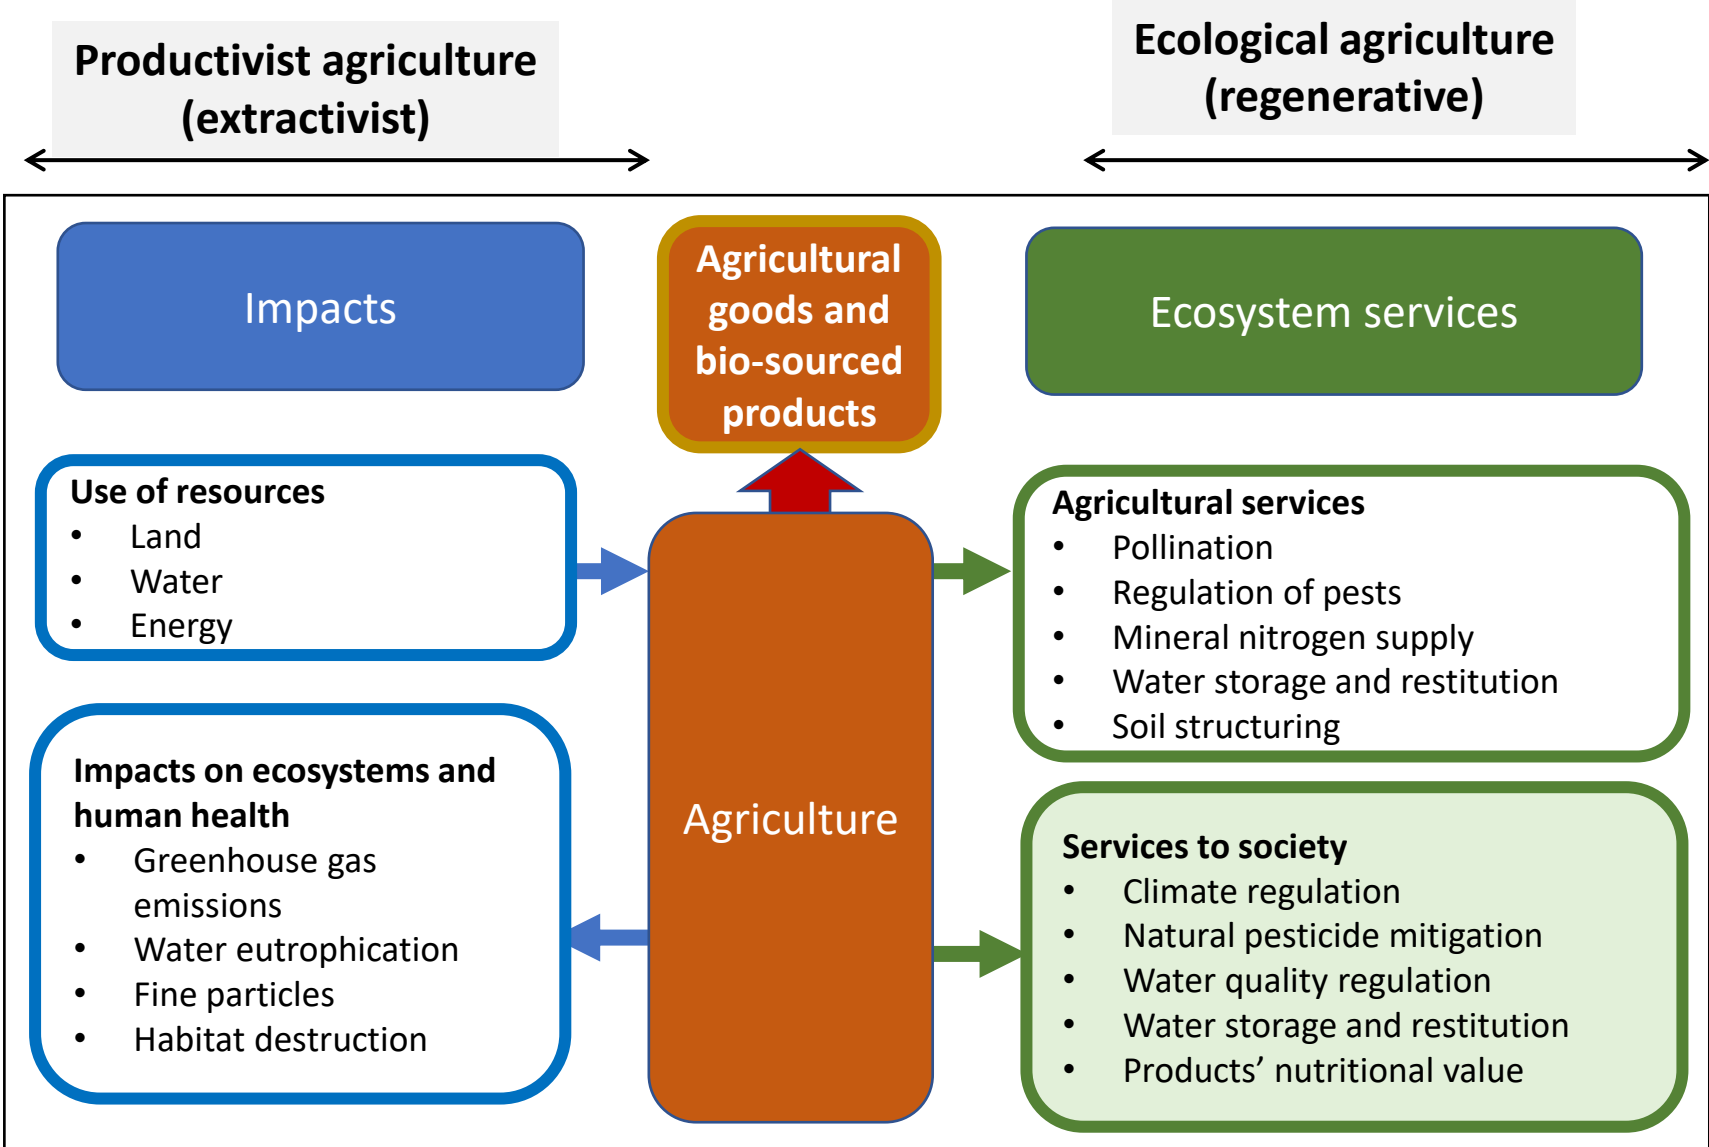 Productivist agriculture
(extractivist)
Ecological agriculture
(regenerative)
Impacts
Agricultural
goods and
bio-sourced
products
Ecosystem services
Use of resources
• Land
• Water
• Energy
Impacts on ecosystems and
human health
• Greenhouse gas
emissions
• Water eutrophication
• Fine particles
• Habitat destruction
Agriculture
Agricultural services
• Pollination
• Regulation of pests
• Mineral nitrogen supply
• Water storage and restitution
• Soil structuring
Services to society
• Climate regulation
• Natural pesticide mitigation
• Water quality regulation
• Water storage and restitution
• Products’ nutritional value